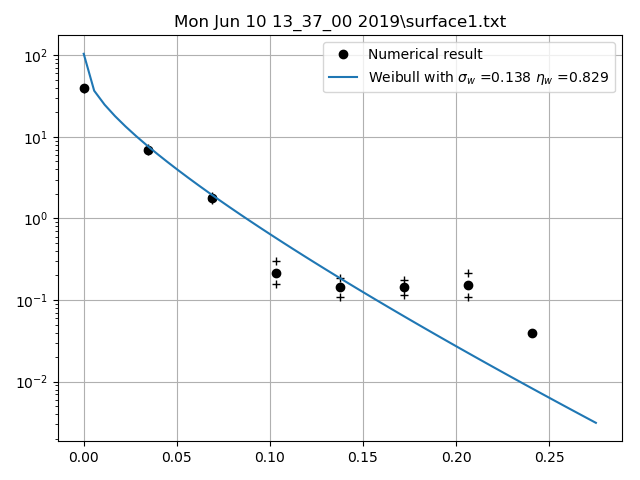 Mon Jun 10 13_37_00 2019\surface1.txt
Numerical result
Weibull with σw =0.138 ηw =0.829
10²
10¹
10⁰
10⁻¹
10⁻²
0.00 0.05 0.10 0.15 0.20 0.25